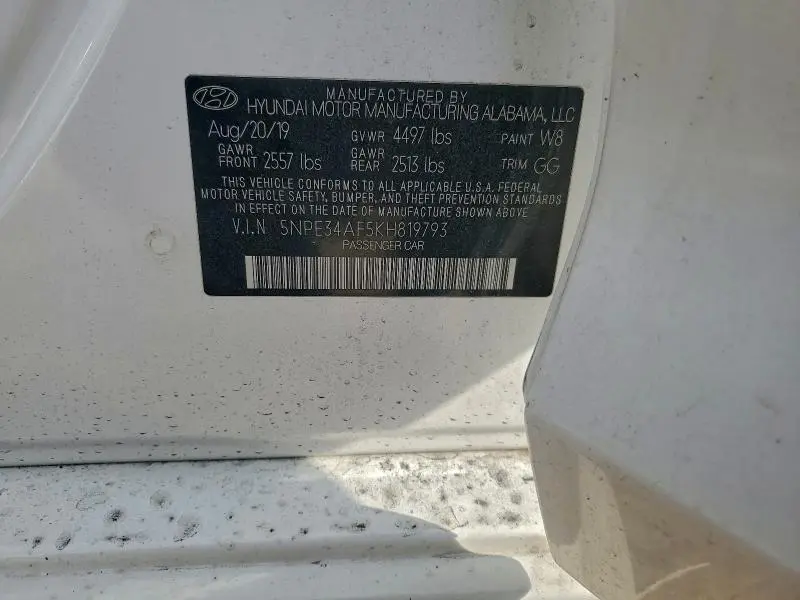 MANUFACTURED BY
HYUNDAI MOTOR MANUFACTURING ALABAMA, LLC
Aug/20/19 GVWR 4497 lbs PAINT W8
GAWR FRONT 2557 lbs GAWR REAR 2513 lbs TRIM GG
THIS VEHICLE CONFORMS TO ALL APPLICABLE U.S.A. FEDERAL
MOTOR VEHICLE SAFETY, BUMPER, AND THEFT PREVENTION STANDARDS
IN EFFECT ON THE DATE OF MANUFACTURE SHOWN ABOVE
V.I.N 5NPE34AF5KH819793
PASSENGER CAR